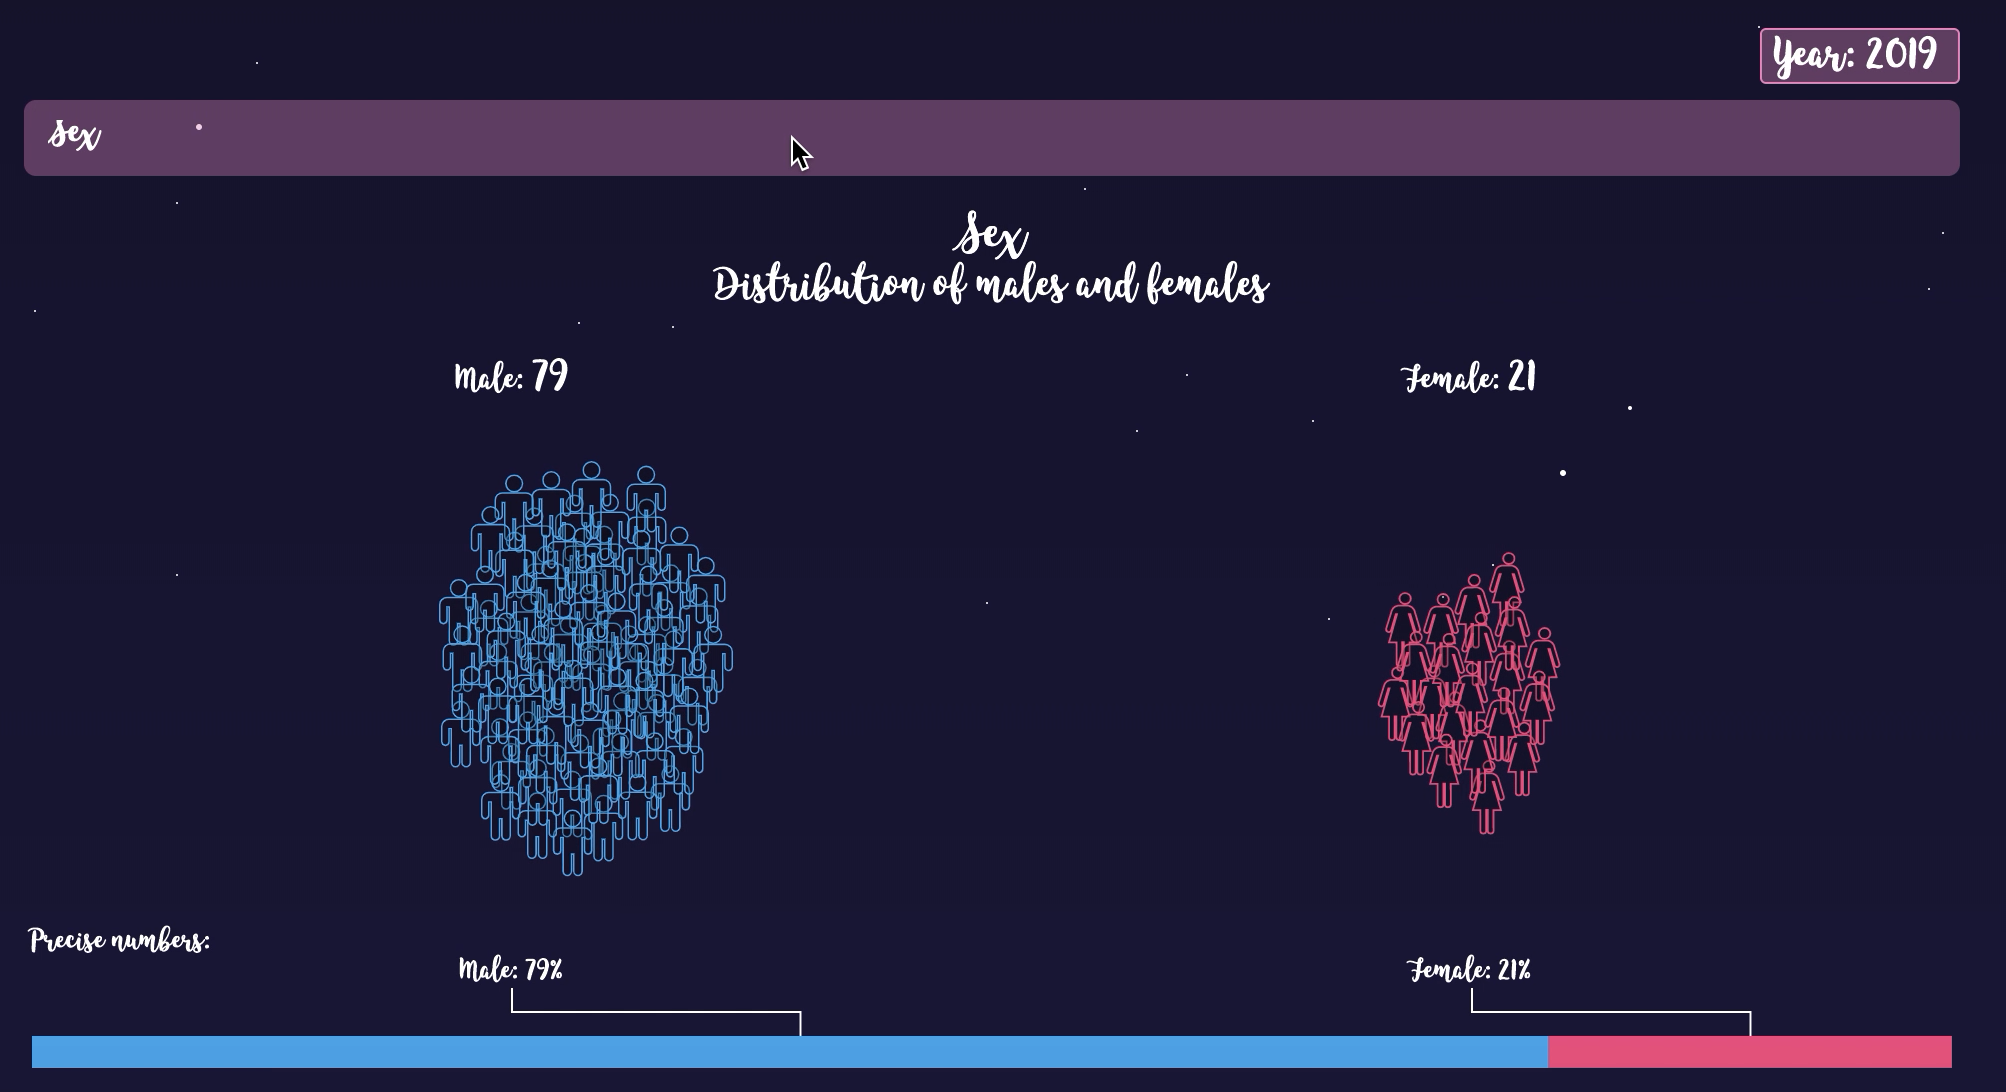 Year: 2019
Sex
Sex
Distribution of males and females
Male: 79
Female: 21
Precise numbers:
Male: 79%
Female: 21%